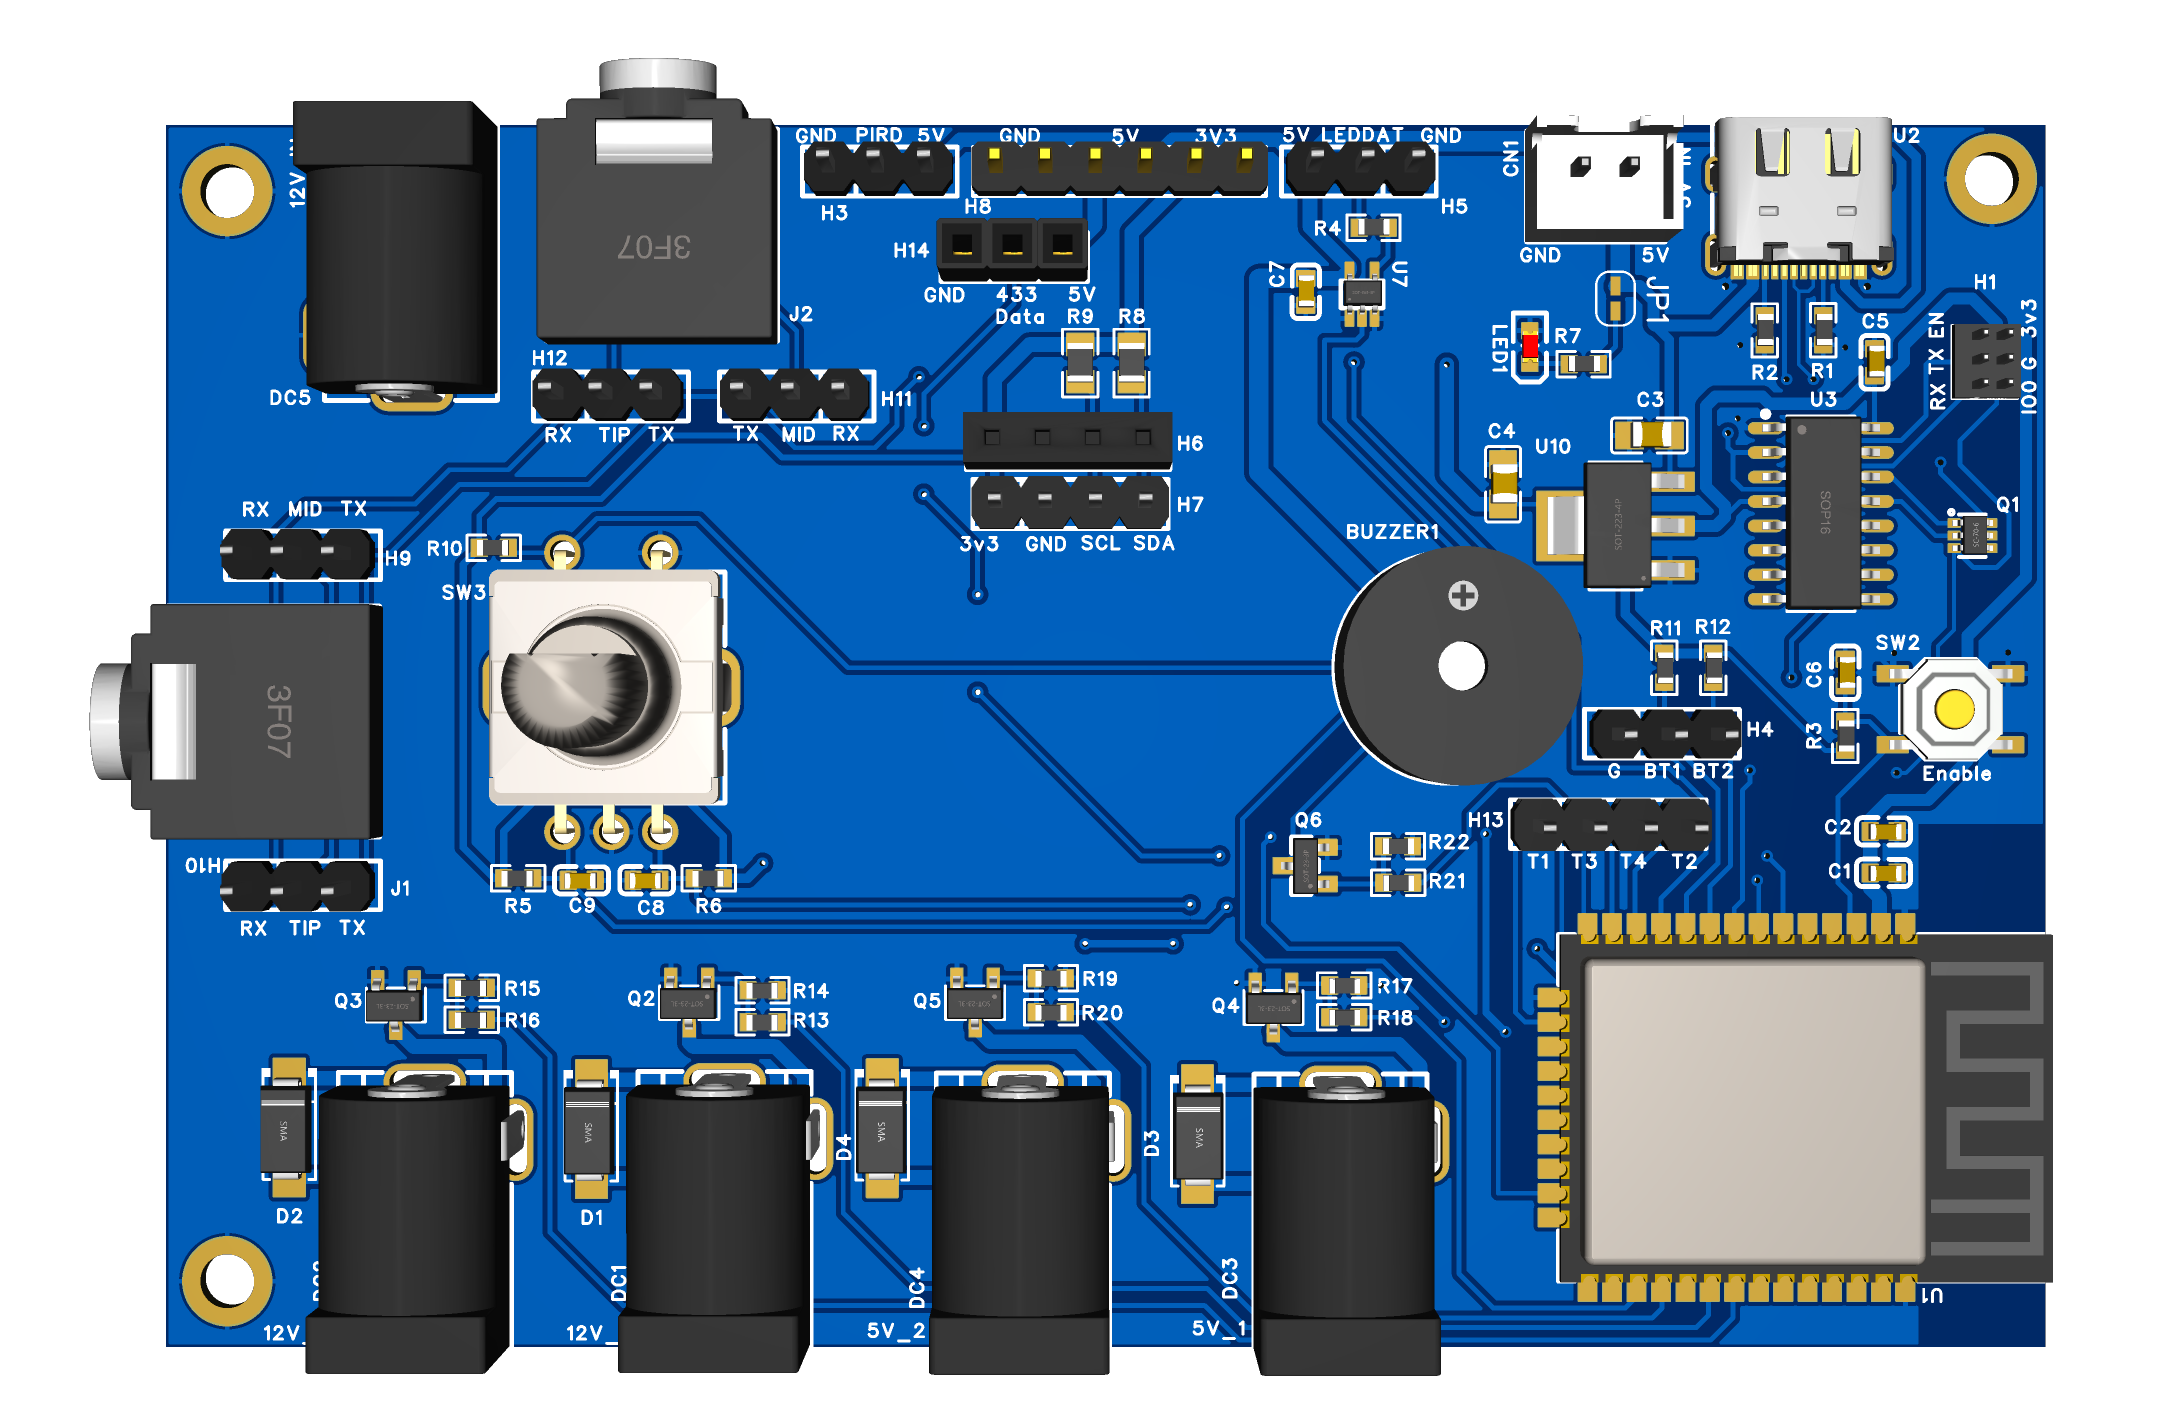 GND PIRD 5V
GND 5V 3V3
5V LEDDAT GND
CN1
U2
12V
H3
H8
H5
3F07
H14
R4
U7
C7
GND 5V
GND 433 5V
Data
R9 R8
JP1
H1
3v3
G
IO0
EN
TX
RX
J2
H12
DC5
LED1
R7
R2
R1
C5
U3
H11
RX TIP TX
TX MID RX
C3
C4
U10
H6
H7
SOT-223-4P
SOP16
Q1
RX MID TX
H9
R10
3v3 GND SCL SDA
BUZZER1
SW3
R11 R12
SW2
C6
R3
3F07
H4
G BT1 BT2
Enable
H13
T1 T3 T4 T2
C2
C1
Q6
R22
R21
H10
J1
RX TIP TX
R5 C9 C8 R6
Q3
R15
R16
Q2
R14
R13
Q5
R19
R20
Q4
R17
R18
SMA
SMA
SMA
SMA
D2
D1
D4
D3
DC1
DC4
DC3
U1
12V_
12V_
5V_2
5V_1